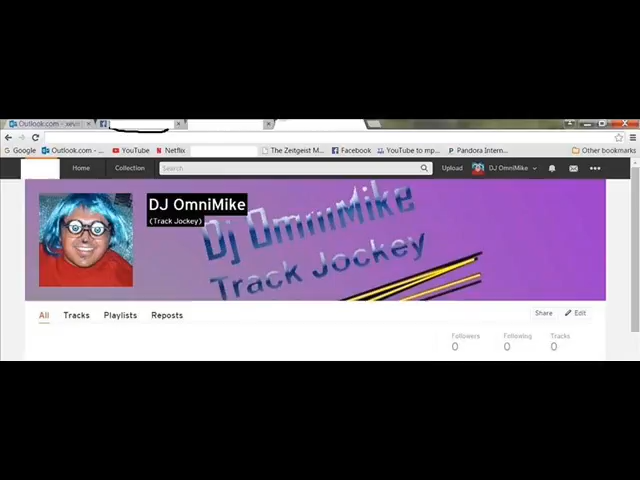 Outlook.com -
Google Outlook.com - ... YouTube Netflix The Zeitgeist M... Facebook YouTube to mp... Pandora Intern... Other bookmarks
Home Collection Search Upload DJ OmniMike
DJ OmniMike
(Track Jockey)
Dj OmniMike
Track Jockey
All Tracks Playlists Reposts Share Edit
Followers Following Tracks
0 0 0